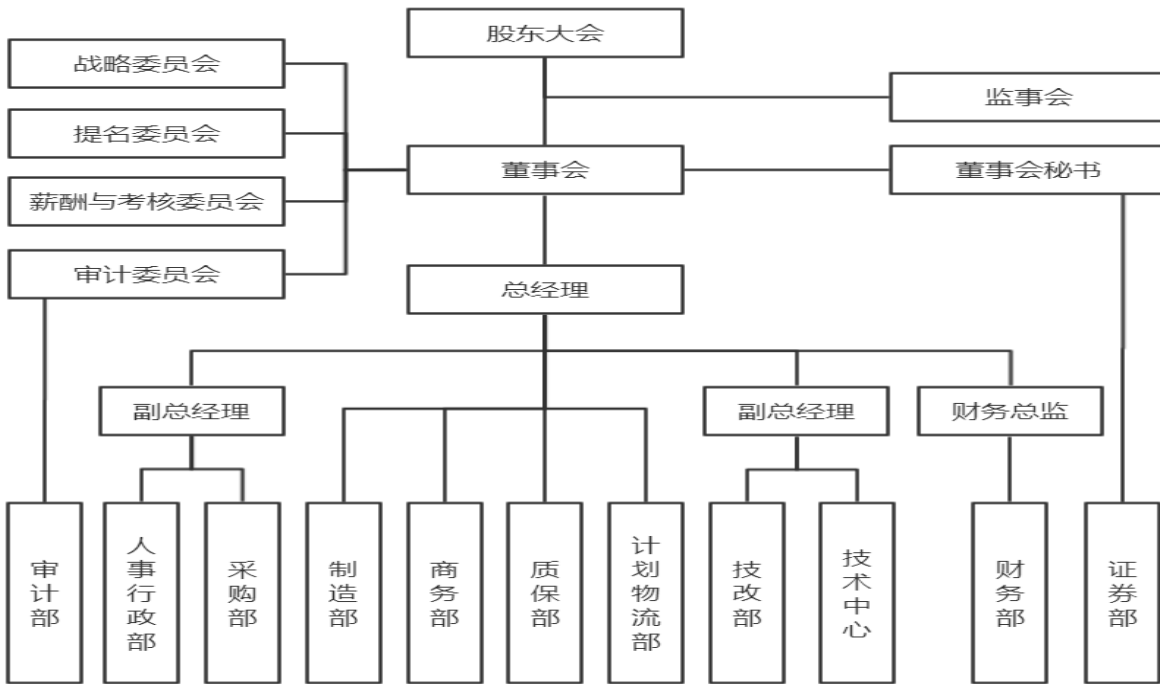 股东大会
战略委员会
监事会
提名委员会
董事会
董事会秘书
薪酬与考核委员会
审计委员会
总经理
副总经理
副总经理
财务总监
审计部
人事行政部
采购部
制造部
商务部
质保部
计划物流部
技改部
技术中心
财务部
证券部